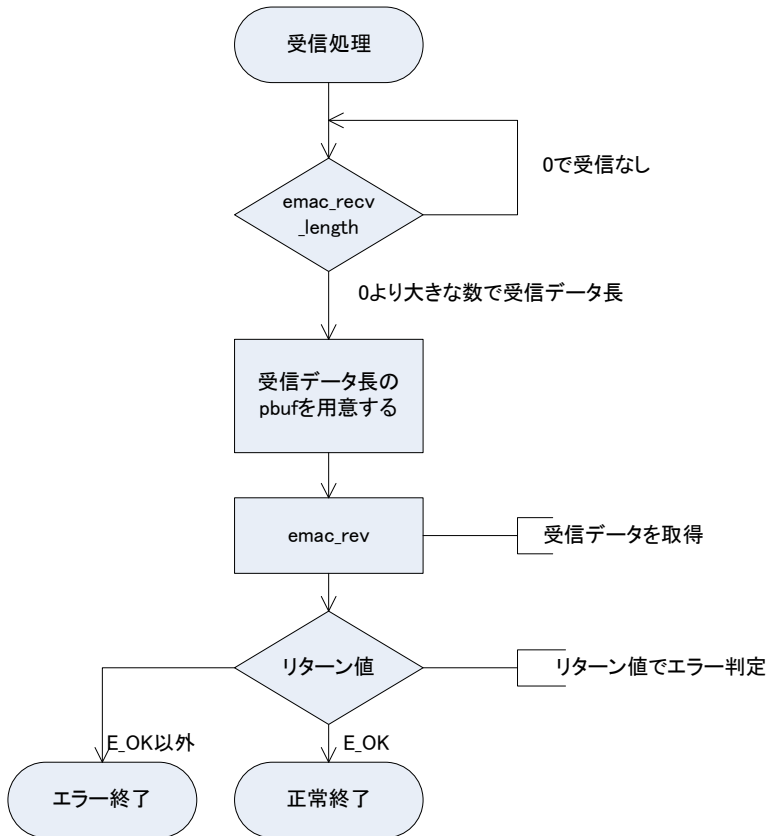 受信処理
0で受信なし
emac_recv
_length
0より大きな数で受信データ長
受信データ長の
pbufを用意する
emac_rev
受信データを取得
リターン値
リターン値でエラー判定
E_OK以外
E_OK
エラー終了
正常終了